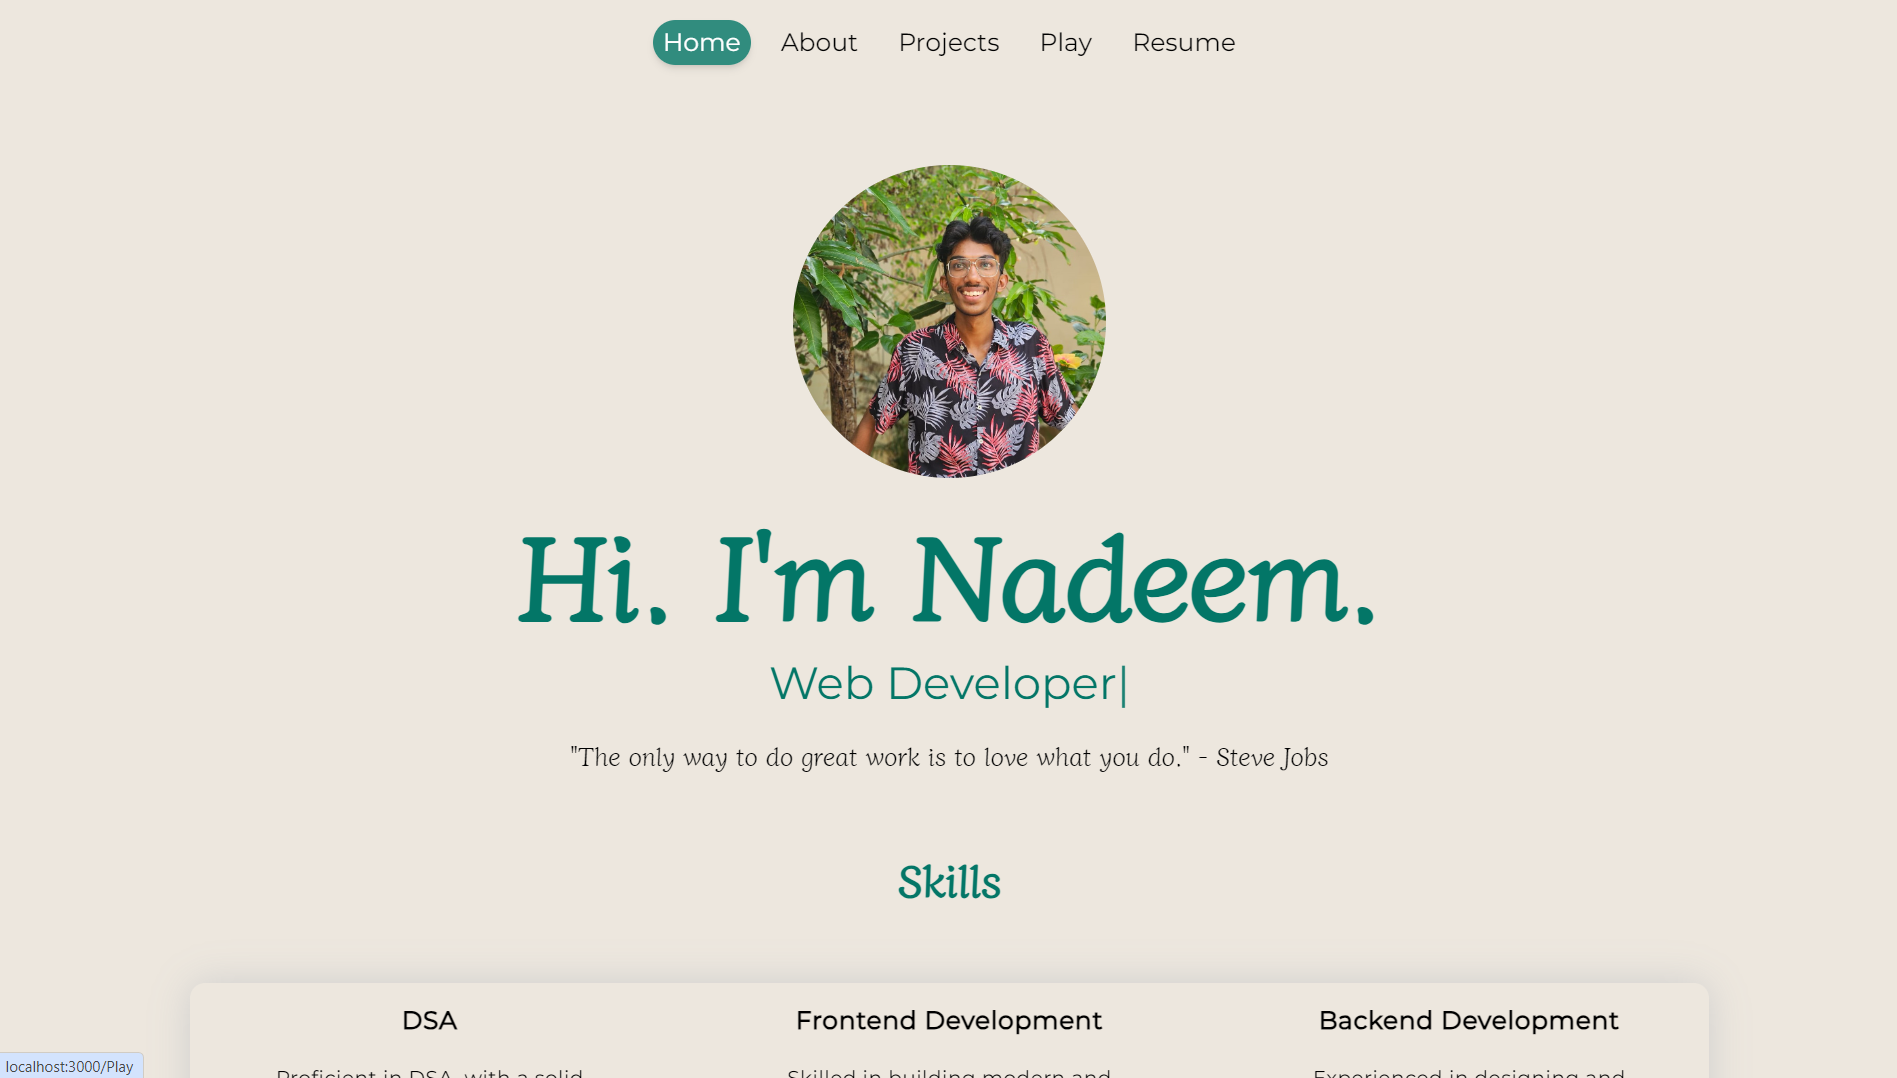 Home About Projects Play Resume
Hi. I'm Nadeem.
Web Developer|
"The only way to do great work is to love what you do." - Steve Jobs
Skills
DSA Frontend Development Backend Development
Proficient in DSA, with a solid Skilled in building modern and Experienced in designing and
localhost:3000/Play